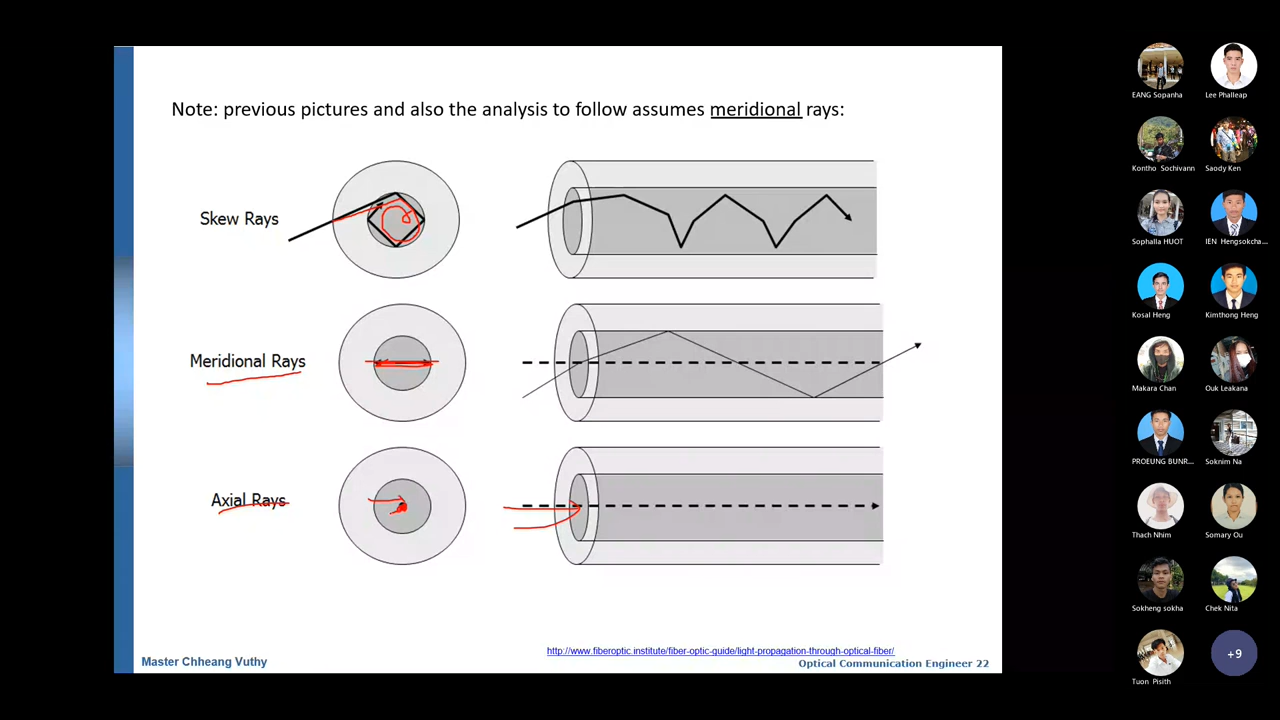 Note: previous pictures and also the analysis to follow assumes meridional rays:
Skew Rays
Meridional Rays
Axial Rays
http://www.fiberoptic.institute/fiber-optic-guide/light-propagation-through-optical-fiber/
Master Chheang Vuthy
Optical Communication Engineer 22
EANG Sopanha
Lee Phalleap
Kontho Sochivann
Saody Ken
Sophalla HUOT
IEN Hengsokcha...
Kosal Heng
Kimthong Heng
Makara Chan
Ouk Leakana
PROEUNG BUNR...
Soknim Na
Thach Nhim
Somary Ou
Sokheng sokha
Chek Nita
Tuon Pisith
+9